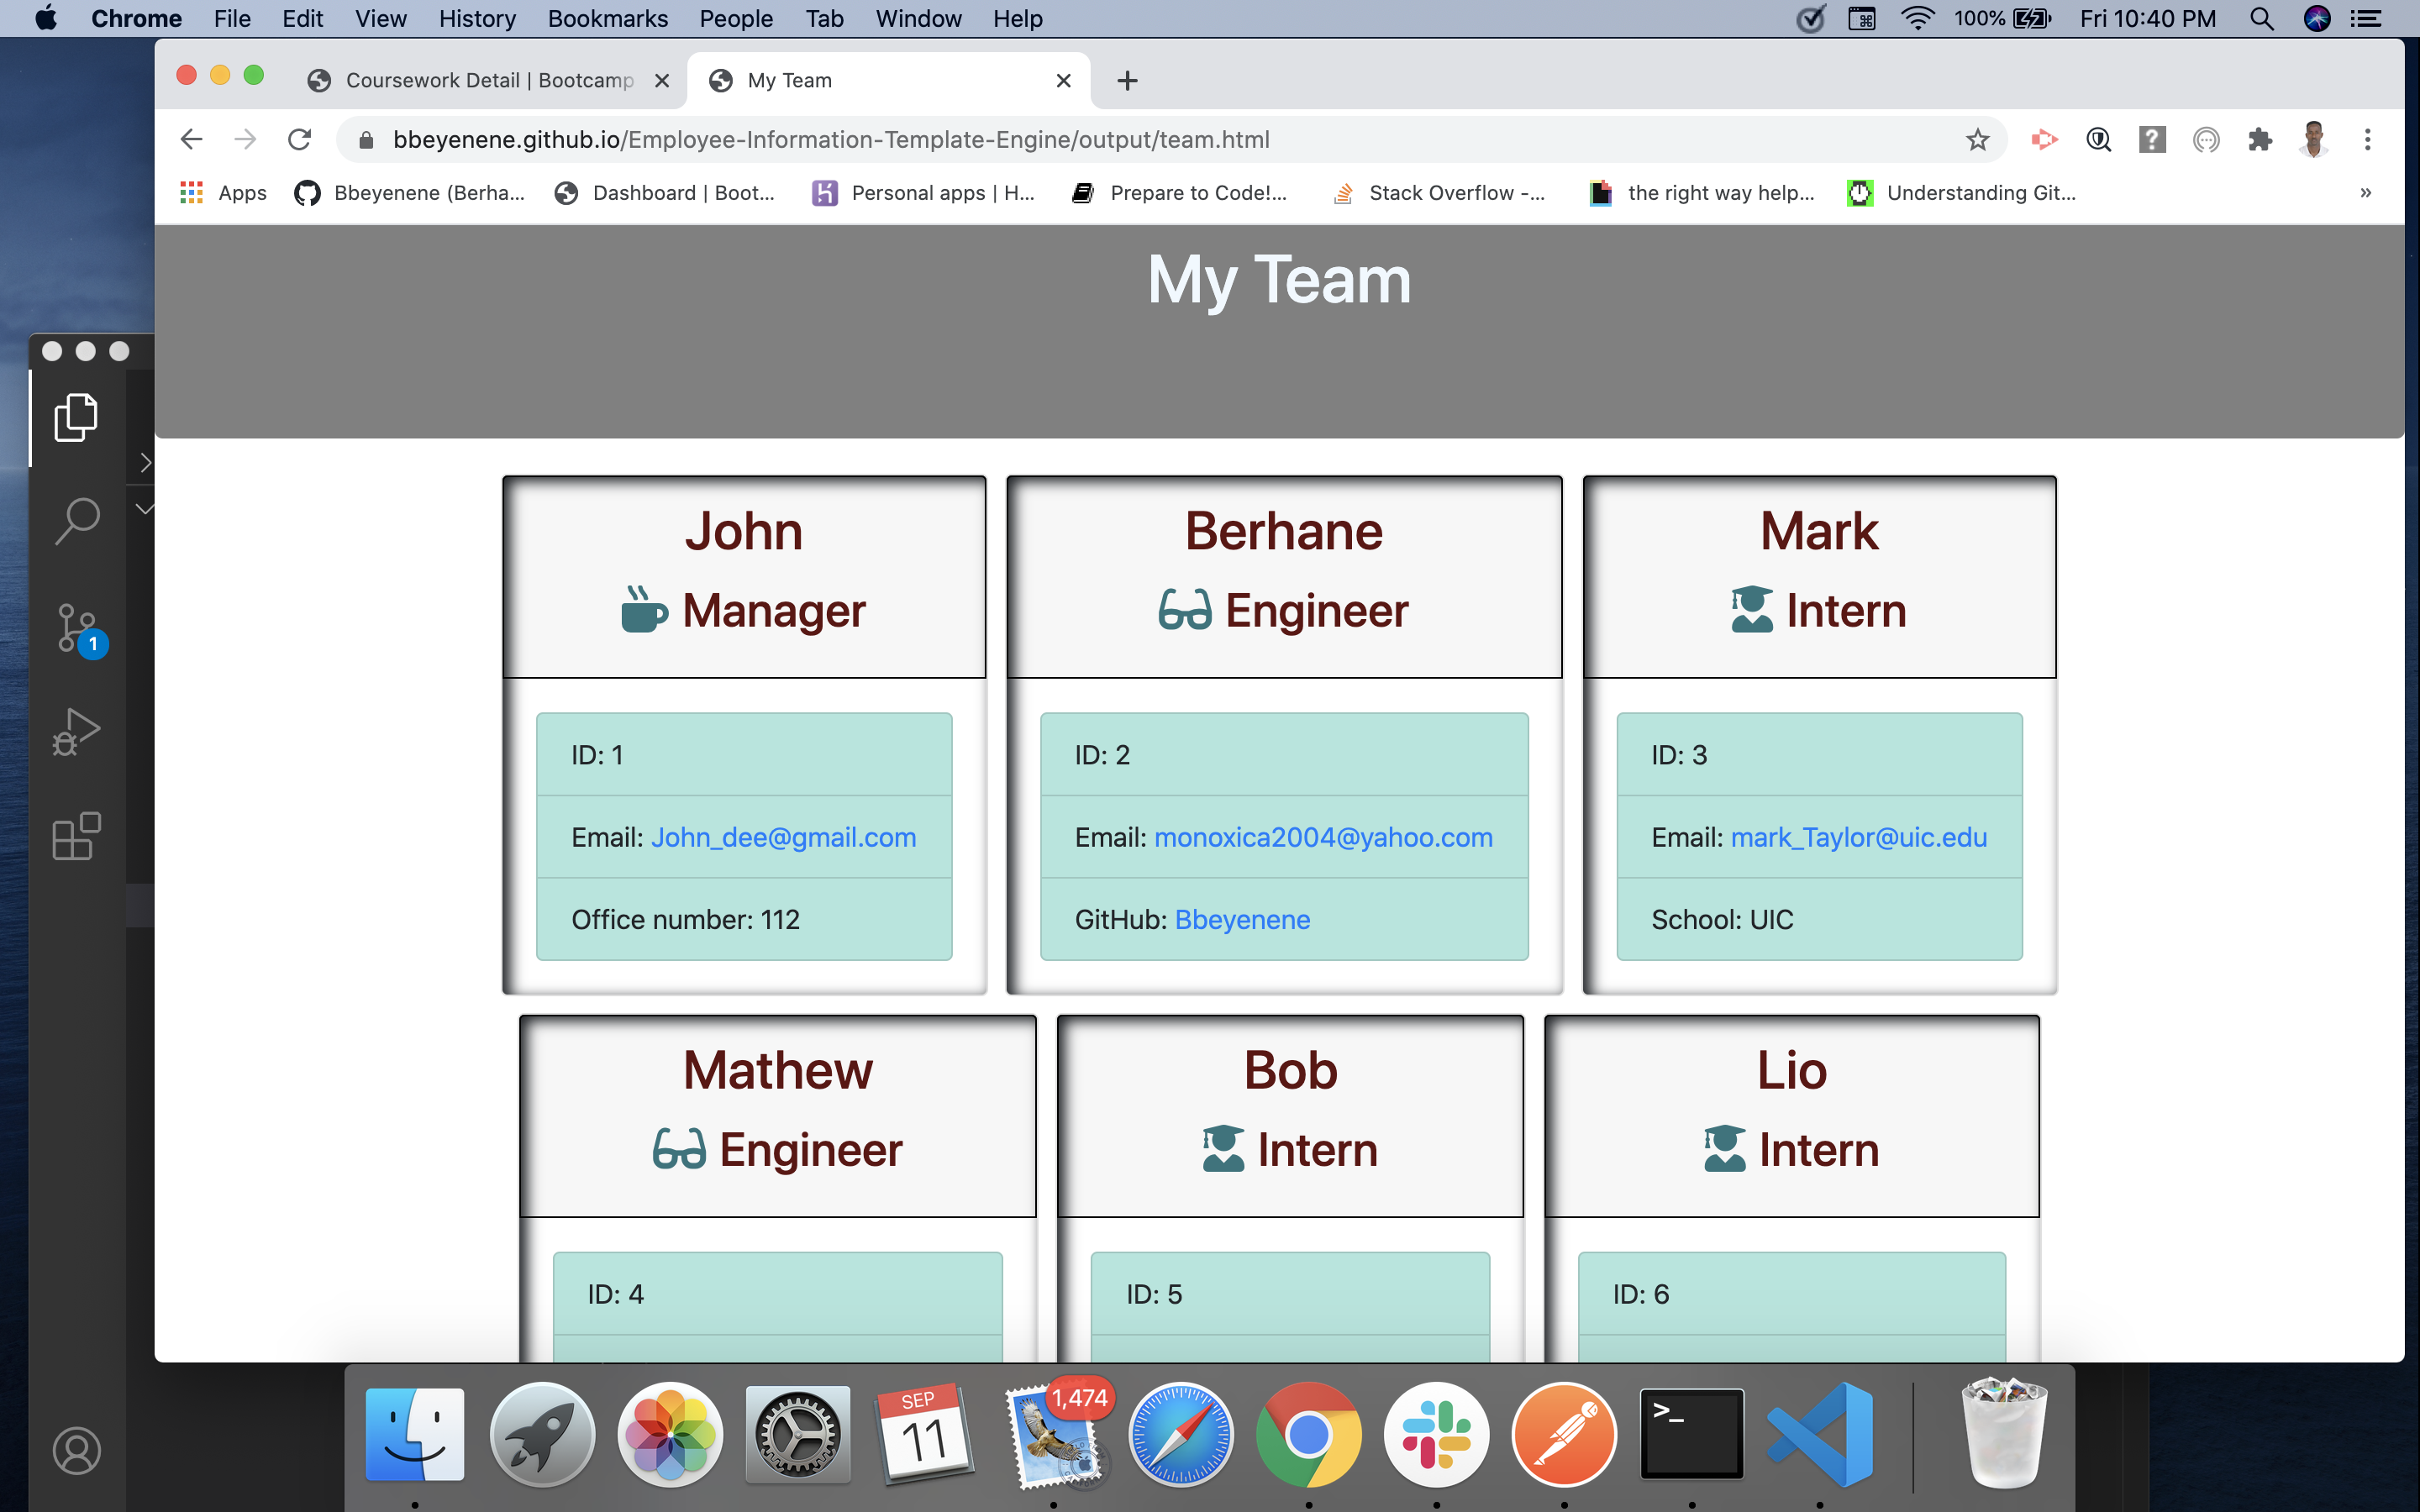 Chrome File Edit View History Bookmarks People Tab Window Help 100% Fri 10:40 PM
Coursework Detail | Bootcamp
My Team
bbeyenene.github.io/Employee-Information-Template-Engine/output/team.html
Apps Bbeyenene (Berha... Dashboard | Boot... Personal apps | H... Prepare to Code!... Stack Overflow -... the right way help... Understanding Git... »
My Team
John
Manager
ID: 1
Email: John_dee@gmail.com
Office number: 112
Berhane
Engineer
ID: 2
Email: monoxica2004@yahoo.com
GitHub: Bbeyenene
Mark
Intern
ID: 3
Email: mark_Taylor@uic.edu
School: UIC
Mathew
Engineer
ID: 4
Bob
Intern
ID: 5
Lio
Intern
ID: 6
1
SEP
11
1,474
>_